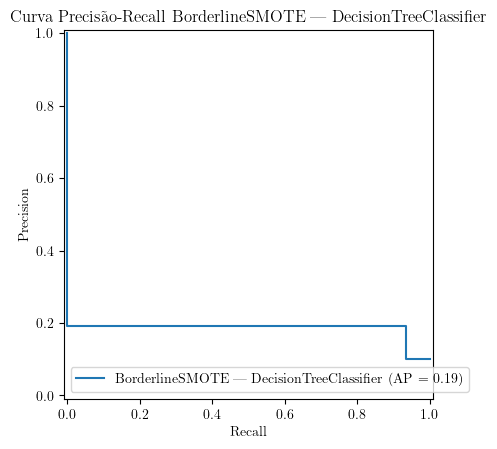 Curva Precisão-Recall BorderlineSMOTE — DecisionTreeClassifier
1.0
0.8
0.6
0.4
0.2
0.0
Precision
BorderlineSMOTE — DecisionTreeClassifier (AP = 0.19)
0.0 0.2 0.4 0.6 0.8 1.0
Recall